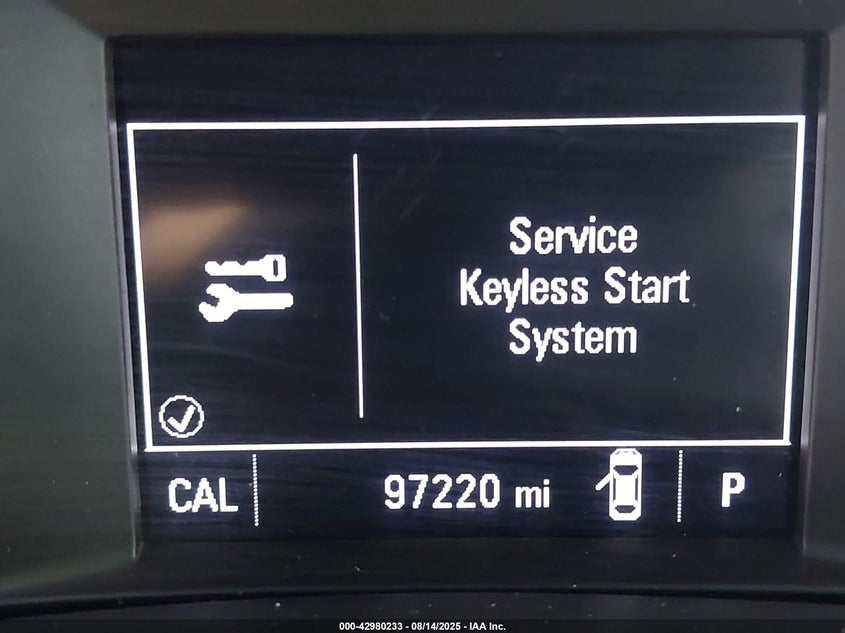 Service
Keyless Start
System
CAL 97220 mi P
000-42980233 - 08/14/2025 - IAA Inc.